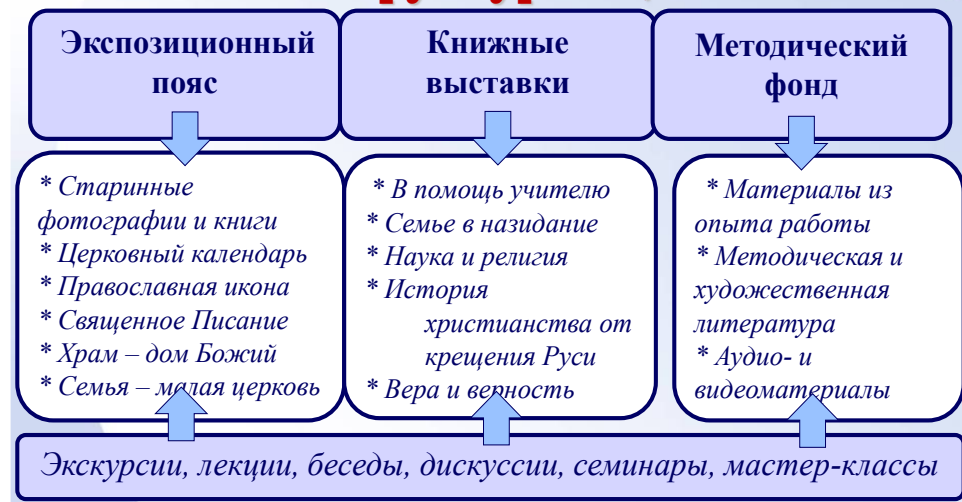 Экспозиционный
пояс
Книжные
выставки
Методический
фонд
* Старинные
фотографии и книги
* Церковный календарь
* Православная икона
* Священное Писание
* Храм – дом Божий
* Семья – малая церковь
* В помощь учителю
* Семье в назидание
* Наука и религия
* История
христианства от
крещения Руси
* Вера и верность
* Материалы из
опыта работы
* Методическая и
художественная
литература
* Аудио- и
видеоматериалы
Экскурсии, лекции, беседы, дискуссии, семинары, мастер-классы